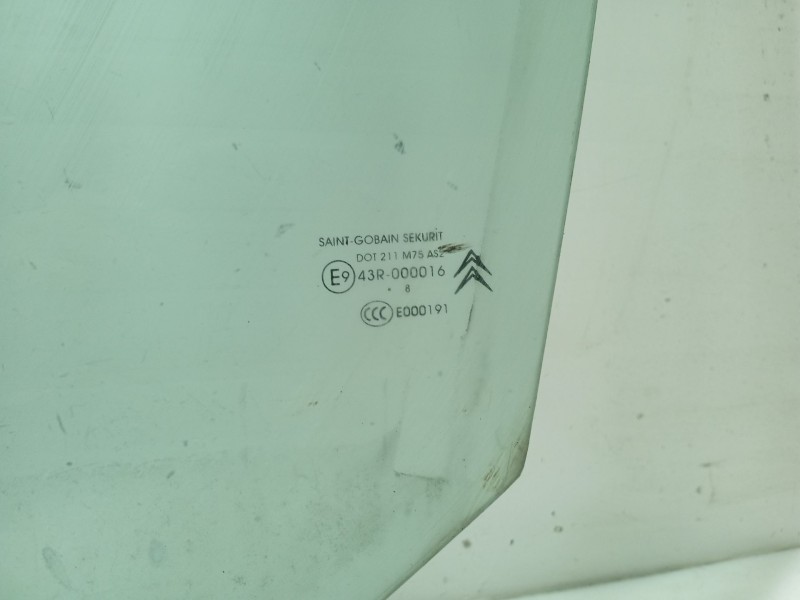 SAINT-GOBAIN SEKURIT
DOT 211 M75 AS2
E9 43R-000016
. 8
CCC E000191